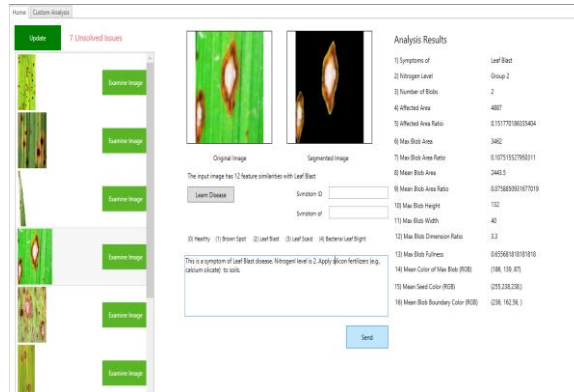 Home Custom Analysis
Update 7 Unsolved Issues
Examine Image
Examine Image
Examine Image
Examine Image
Examine Image
Examine Image
Original Image Segmented Image
The input image has 12 feature similarities with Leaf Blast
Learn Disease
Symptom ID
Symptom of
(0) Healthy (1) Brown Spot (2) Leaf Blast (3) Leaf Scald (4) Bacterial Leaf Blight
This is a symptom of Leaf Blast disease. Nitrogen level is 2. Apply silicon fertilizers (e.g.,
calcium silicate) to soils.
Send
Analysis Results
1) Symptoms of Leaf Blast
2) Nitrogen Level Group 2
3) Number of Blobs 2
4) Affected Area 4887
5) Affected Area Ratio 0.151770186335404
6) Max Blob Area 3462
7) Max Blob Area Ratio 0.107515527950311
8) Mean Blob Area 2443.5
9) Mean Blob Area Ratio 0.0758850931677019
10) Max Blob Height 132
11) Max Blob Width 40
12) Max Blob Dimension Ratio 3.3
13) Max Blob Fullness 0.655681818181818
14) Mean Color of Max Blob (RGB) (186, 139, 87)
15) Mean Seed Color (RGB) (255,238,238,)
16) Mean Blob Boundary Color (RGB) (236, 162,56, )